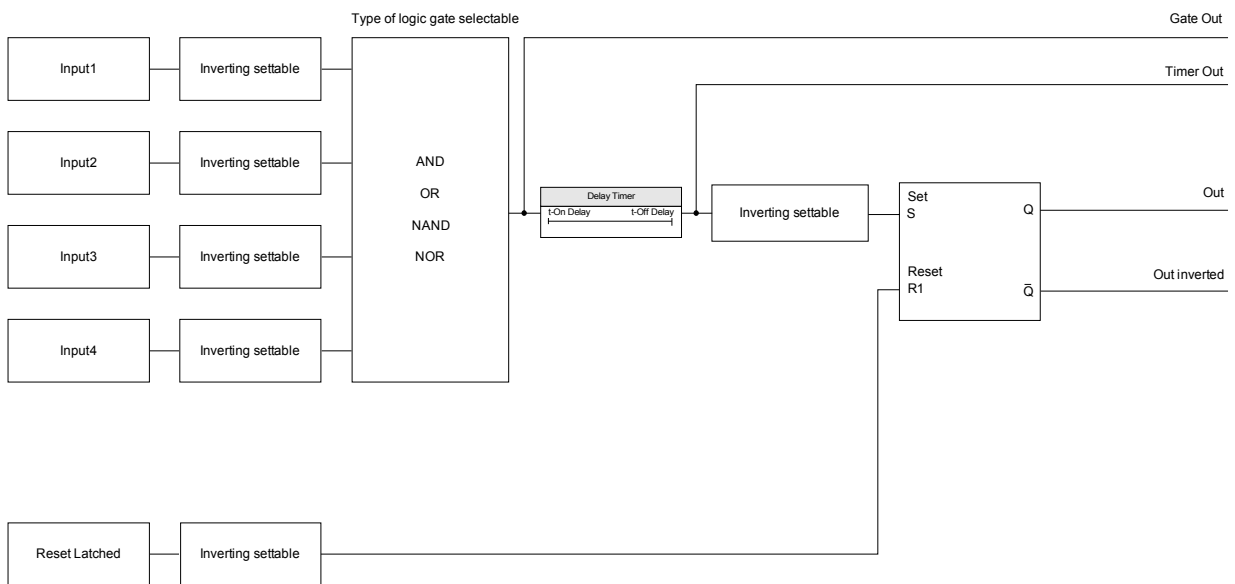 Type of logic gate selectable
Gate Out
Input1
Inverting settable
Timer Out
Input2
Inverting settable
AND
OR
NAND
NOR
Delay Timer
t-On Delay
t-Off Delay
Inverting settable
Set
S
Q
Out
Reset
R1
Q̅
Out inverted
Input3
Inverting settable
Input4
Inverting settable
Reset Latched
Inverting settable